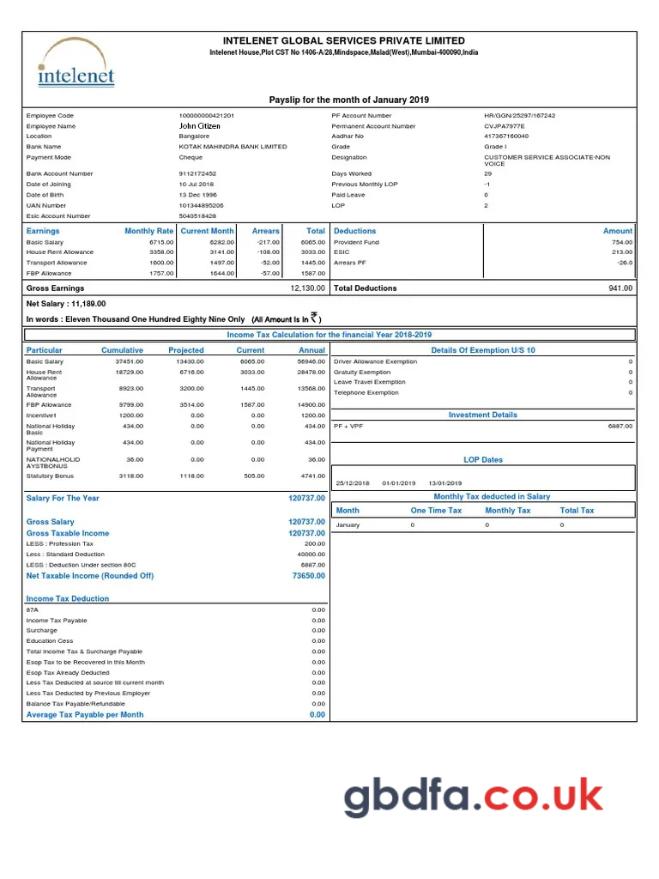 intelenet
INTELENET GLOBAL SERVICES PRIVATE LIMITED
Intelenet House,Plot CST No 1406-A/28,Mindspace,Malad(West),Mumbai-400090,India
Payslip for the month of January 2019
Employee Code 100000000421201 PF Account Number HR/GGN/25297/167242
Employee Name John Citizen Permanent Account Number CVJPA7977E
Location Bangalore Aadhar No 417367160040
Bank Name KOTAK MAHINDRA BANK LIMITED Grade Grade I
Payment Mode Cheque Designation CUSTOMER SERVICE ASSOCIATE-NON
VOICE
Bank Account Number 9112172452 Days Worked 29
Date of Joining 10 Jul 2018 Previous Monthly LOP -1
Date of Birth 13 Dec 1996 Paid Leave 6
UAN Number 101344895206 LOP 2
Esic Account Number 5040518428
Earnings Monthly Rate Current Month Arrears Total Deductions Amount
Basic Salary 6715.00 6282.00 -217.00 6065.00 Provident Fund 754.00
House Rent Allowance 3358.00 3141.00 -108.00 3033.00 ESIC 213.00
Transport Allowance 1600.00 1497.00 -52.00 1445.00 Arrears PF -26.0
FBP Allowance 1757.00 1644.00 -57.00 1587.00
Gross Earnings 12,130.00 Total Deductions 941.00
Net Salary : 11,189.00
In words : Eleven Thousand One Hundred Eighty Nine Only (All Amount Is In ₹ )
Income Tax Calculation for the financial Year 2018-2019
Particular Cumulative Projected Current Annual
Basic Salary 37451.00 13430.00 6065.00 56946.00
House Rent
Allowance 18729.00 6716.00 3033.00 28478.00
Transport
Allowance 8923.00 3200.00 1445.00 13568.00
FBP Allowance 9799.00 3514.00 1587.00 14900.00
Incentive1 1200.00 0.00 0.00 1200.00
National Holiday
Basic 434.00 0.00 0.00 434.00
National Holiday
Payment 434.00 0.00 0.00 434.00
NATIONALHOLID
AYSTBONUS 36.00 0.00 0.00 36.00
Statutory Bonus 3118.00 1118.00 505.00 4741.00
Salary For The Year 120737.00
Gross Salary 120737.00
Gross Taxable Income 120737.00
LESS : Profession Tax 200.00
Less : Standard Deduction 40000.00
LESS : Deduction Under section 80C 6887.00
Net Taxable Income (Rounded Off) 73650.00
Income Tax Deduction
87A 0.00
Income Tax Payable 0.00
Surcharge 0.00
Education Cess 0.00
Total Income Tax & Surcharge Payable 0.00
Esop Tax to be Recovered in this Month 0.00
Esop Tax Already Deducted 0.00
Less Tax Deducted at source till current month 0.00
Less Tax Deducted by Previous Employer 0.00
Balance Tax Payable/Refundable 0.00
Average Tax Payable per Month 0.00
Details Of Exemption U/S 10
Driver Allowance Exemption 0
Gratuity Exemption 0
Leave Travel Exemption 0
Telephone Exemption 0
Investment Details
PF + VPF 6887.00
LOP Dates
25/12/2018 01/01/2019 13/01/2019
Monthly Tax deducted in Salary
Month One Time Tax Monthly Tax Total Tax
January 0 0 0
gbdfa.co.uk